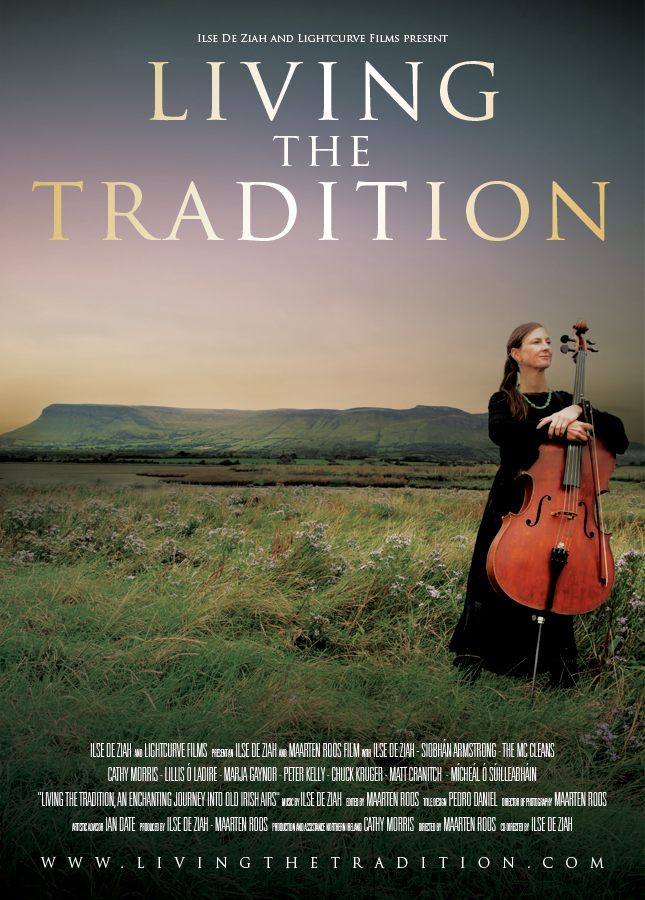 ILSE DE ZIAH AND LIGHTCURVE FILMS PRESENT
LIVING
THE
TRADITION
ILSE DE ZIAH AND LIGHTCURVE FILMS PRESENT AN ILSE DE ZIAH AND MAARTEN ROOS FILM WITH ILSE DE ZIAH - SIOBHÁN ARMSTRONG - THE MC CLEANS
CATHY MORRIS - LILLIS Ó LAOIRE - MARJA GAYNOR - PETER KELLY - CHUCK KRUGER - MATT CRANITCH - MÍCHEÁL Ó SÚILLEABHÁIN
"LIVING THE TRADITION, AN ENCHANTING JOURNEY INTO OLD IRISH AIRS" MUSIC BY ILSE DE ZIAH EDITED BY MAARTEN ROOS TITLE DESIGN PEDRO DANIEL DIRECTOR OF PHOTOGRAPHY MAARTEN ROOS
ARTISTIC ADVISOR IAN DATE PRODUCED BY ILSE DE ZIAH - MAARTEN ROOS PRODUCTION AND ASSISTANCE NORTHERN IRELAND CATHY MORRIS DIRECTED BY MAARTEN ROOS CO DIRECTED BY ILSE DE ZIAH
WWW.LIVINGTHETRADITION.COM